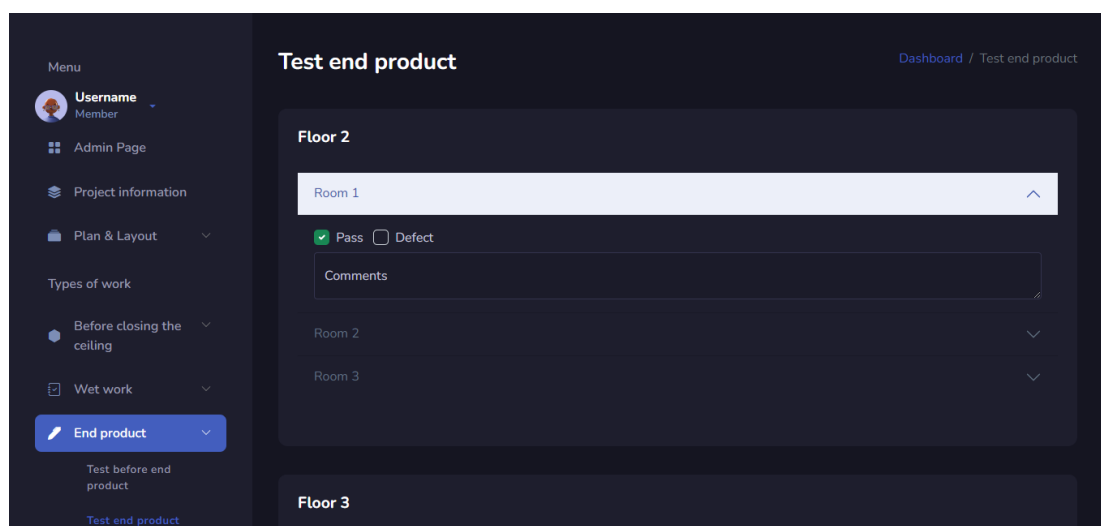 Menu
Username
Member
Admin Page
Project information
Plan & Layout
Types of work
Before closing the
ceiling
Wet work
End product
Test before end
product
Test end product
Test end product
Dashboard / Test end product
Floor 2
Room 1
Pass Defect
Comments
Room 2
Room 3
Floor 3